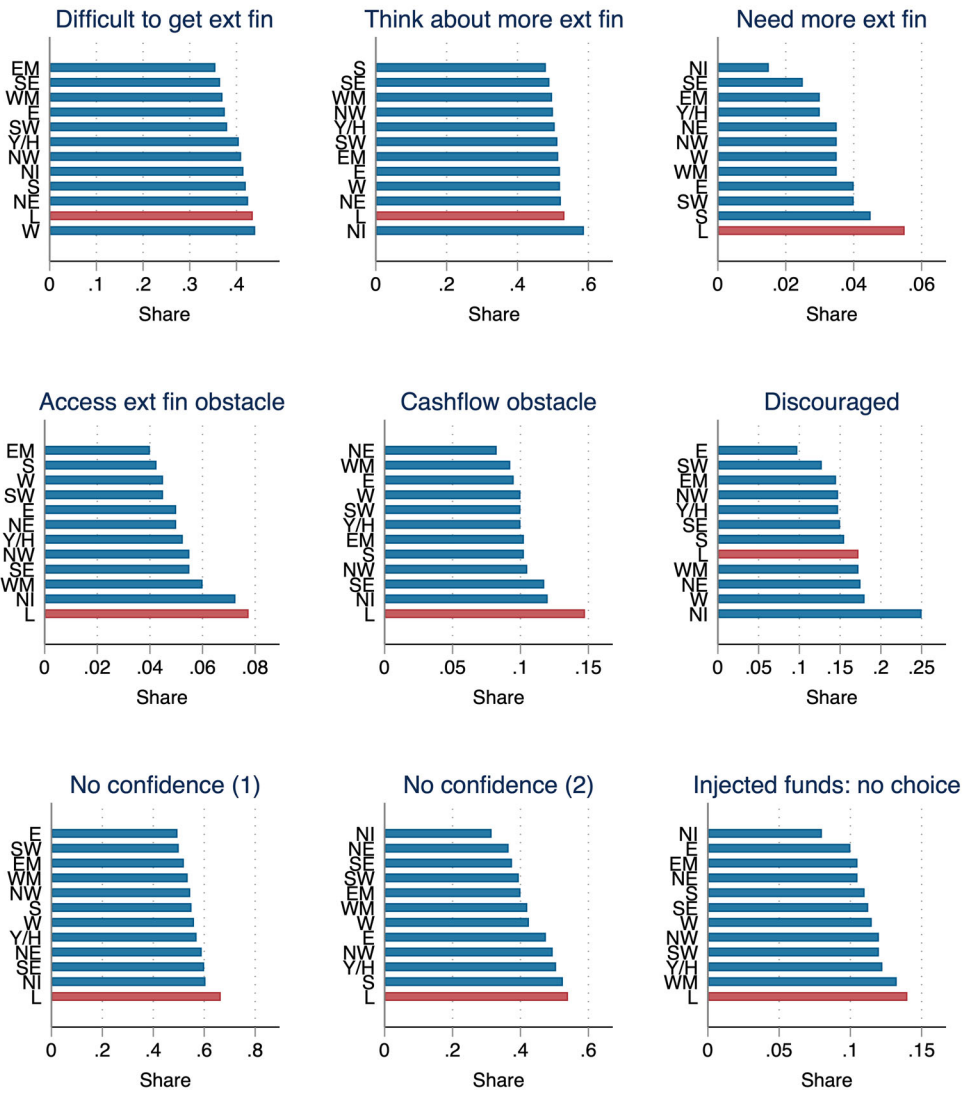 Difficult to get ext fin
EM
SE
WM
E
SW
Y/H
NW
NI
S
NE
L
W
0 .1 .2 .3 .4
Share
Think about more ext fin
S
SE
WM
NW
Y/H
SW
EM
E
W
NE
L
NI
0 .2 .4 .6
Share
Need more ext fin
NI
SE
EM
Y/H
NE
NW
W
WM
E
SW
S
L
0 .02 .04 .06
Share
Access ext fin obstacle
EM
S
W
SW
E
NE
Y/H
NW
SE
WM
NI
L
0 .02 .04 .06 .08
Share
Cashflow obstacle
NE
WM
E
W
SW
Y/H
EM
S
NW
SE
NI
L
0 .05 .1 .15
Share
Discouraged
E
SW
EM
NW
Y/H
SE
S
L
WM
NE
W
NI
0 .05 .1 .15 .2 .25
Share
No confidence (1)
E
SW
EM
WM
NW
S
W
Y/H
NE
SE
NI
L
0 .2 .4 .6 .8
Share
No confidence (2)
NI
NE
SE
SW
EM
WM
W
E
NW
Y/H
S
L
0 .2 .4 .6
Share
Injected funds: no choice
NI
E
EM
NE
S
SE
W
NW
SW
Y/H
WM
L
0 .05 .1 .15
Share